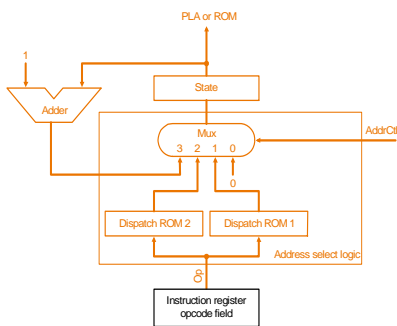 PLA or ROM
1
State
Adder
Mux
AddrCtl
3 2 1 0
0
Dispatch ROM 2
Dispatch ROM 1
Address select logic
Op
Instruction register
opcode field